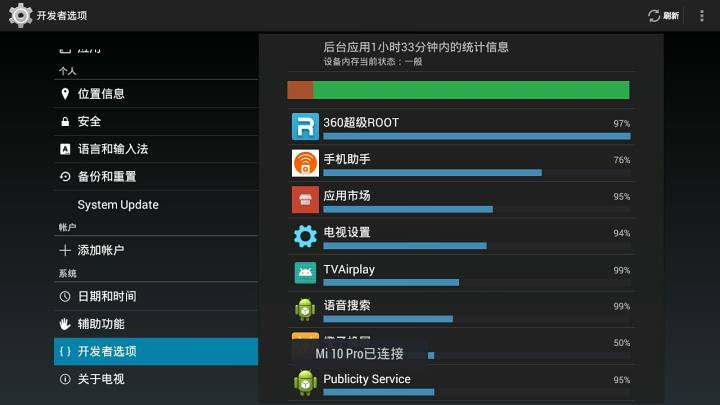 开发者选项
刷新
应用
个人
位置信息
安全
语言和输入法
备份和重置
System Update
帐户
添加帐户
系统
日期和时间
辅助功能
开发者选项
关于电视
后台应用1小时33分钟内的统计信息
设备内存当前状态：一般
360超级ROOT 97%
手机助手 76%
应用市场 95%
电视设置 94%
TVAirplay 99%
语音搜索 99%
50%
Mi 10 Pro已连接
Publicity Service 95%